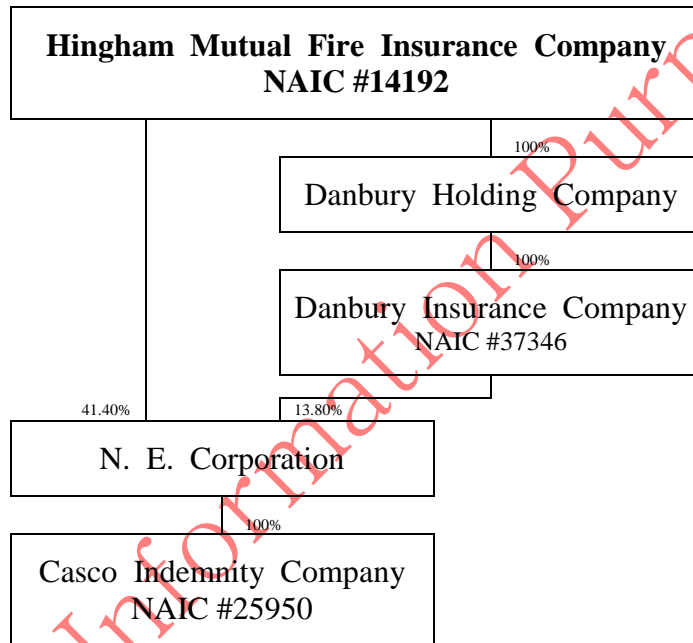 Hingham Mutual Fire Insurance Company
NAIC #14192
100%
Danbury Holding Company
100%
Danbury Insurance Company
NAIC #37346
41.40%
13.80%
N. E. Corporation
100%
Casco Indemnity Company
NAIC #25950
Information